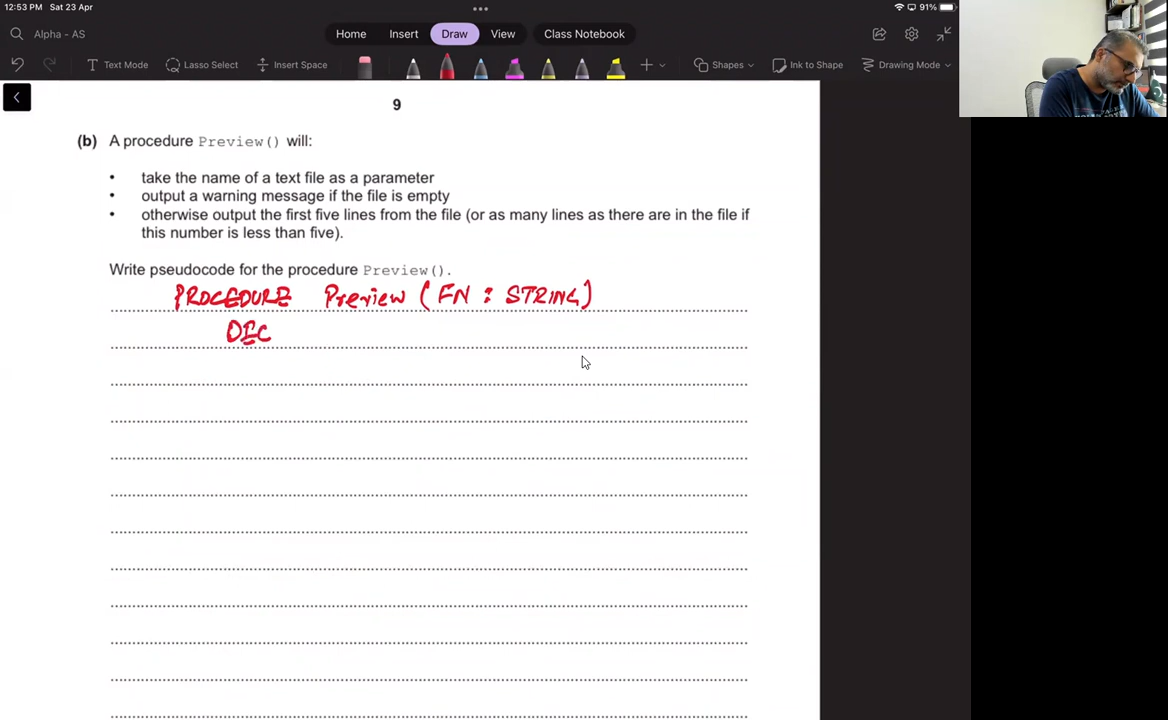 12:53 PM Sat 23 Apr
91%
Alpha - AS
Home Insert Draw View Class Notebook
Text Mode Lasso Select Insert Space Shapes Ink to Shape Drawing Mode
9
(b) A procedure Preview() will:
• take the name of a text file as a parameter
• output a warning message if the file is empty
• otherwise output the first five lines from the file (or as many lines as there are in the file if
this number is less than five).
Write pseudocode for the procedure Preview().
PROCEDURE Preview (FN : STRING)
DEC